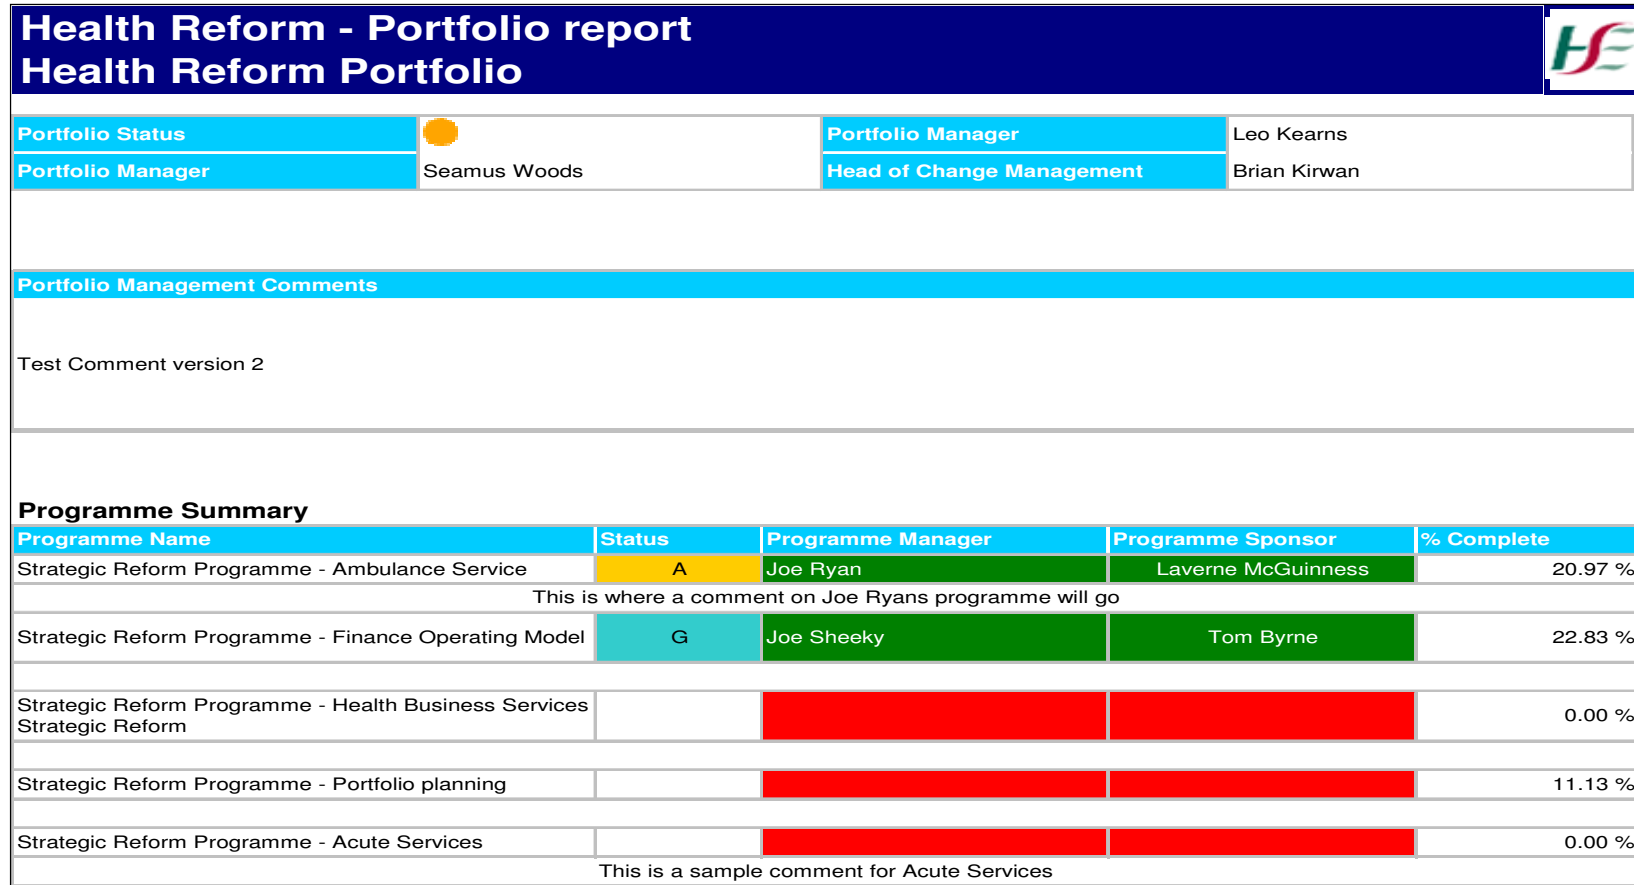 Health Reform - Portfolio report
Health Reform Portfolio
HSE
Portfolio Status Portfolio Manager Leo Kearns
Portfolio Manager Seamus Woods Head of Change Management Brian Kirwan
Portfolio Management Comments
Test Comment version 2
Programme Summary
Programme Name Status Programme Manager Programme Sponsor % Complete
Strategic Reform Programme - Ambulance Service A Joe Ryan Laverne McGuinness 20.97 %
This is where a comment on Joe Ryans programme will go
Strategic Reform Programme - Finance Operating Model G Joe Sheeky Tom Byrne 22.83 %
Strategic Reform Programme - Health Business Services
Strategic Reform 0.00 %
Strategic Reform Programme - Portfolio planning 11.13 %
Strategic Reform Programme - Acute Services 0.00 %
This is a sample comment for Acute Services